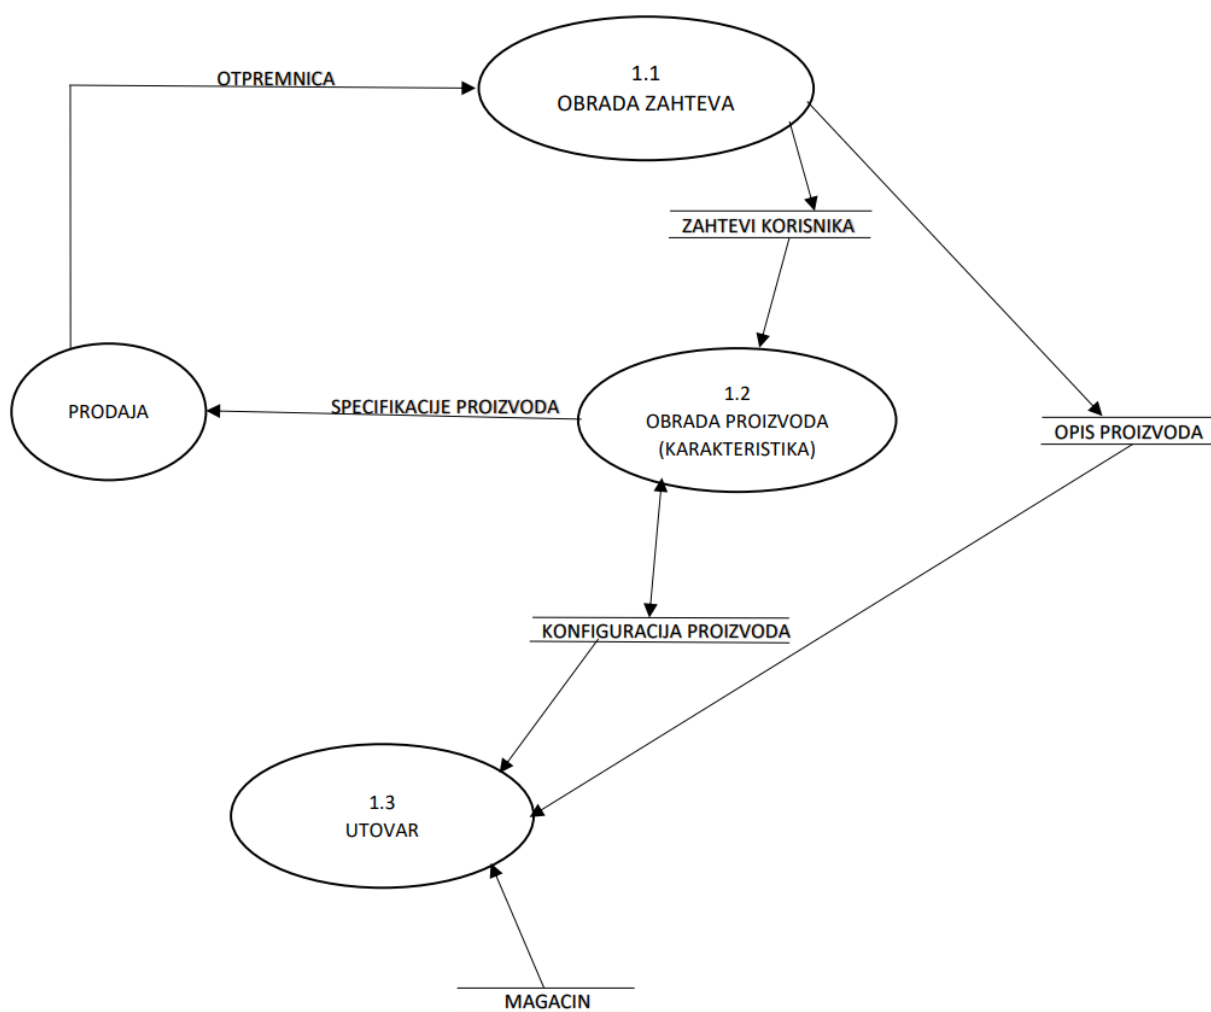 1.1
OBRADA ZAHTEVA
OTPREMNICA
ZAHTEVI KORISNIKA
PRODAJA
SPECIFIKACIJE PROIZVODA
1.2
OBRADA PROIZVODA
(KARAKTERISTIKA)
OPIS PROIZVODA
KONFIGURACIJA PROIZVODA
1.3
UTOVAR
MAGACIN